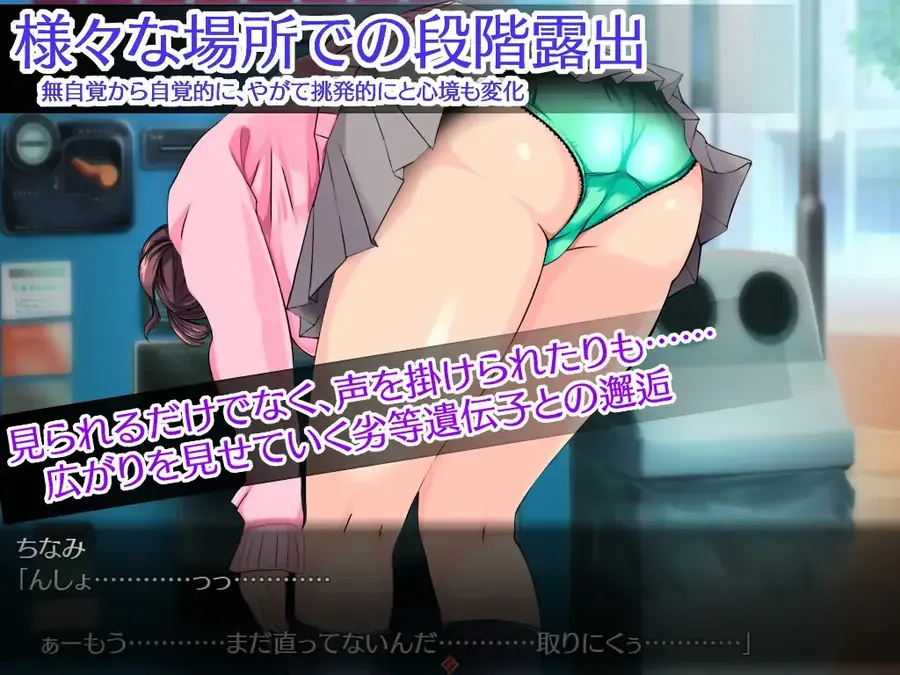 様々な場所での段階露出
無自覚から自覚的に、やがて挑発的にと心境も変化
見られるだけでなく、声を掛けられたりも……
広がりを見せていく劣等遺伝子との邂逅
ちなみ
「んしょ…………っっ…………
ぁーもう…………まだ直ってないんだ…………取りにくぅ…………」